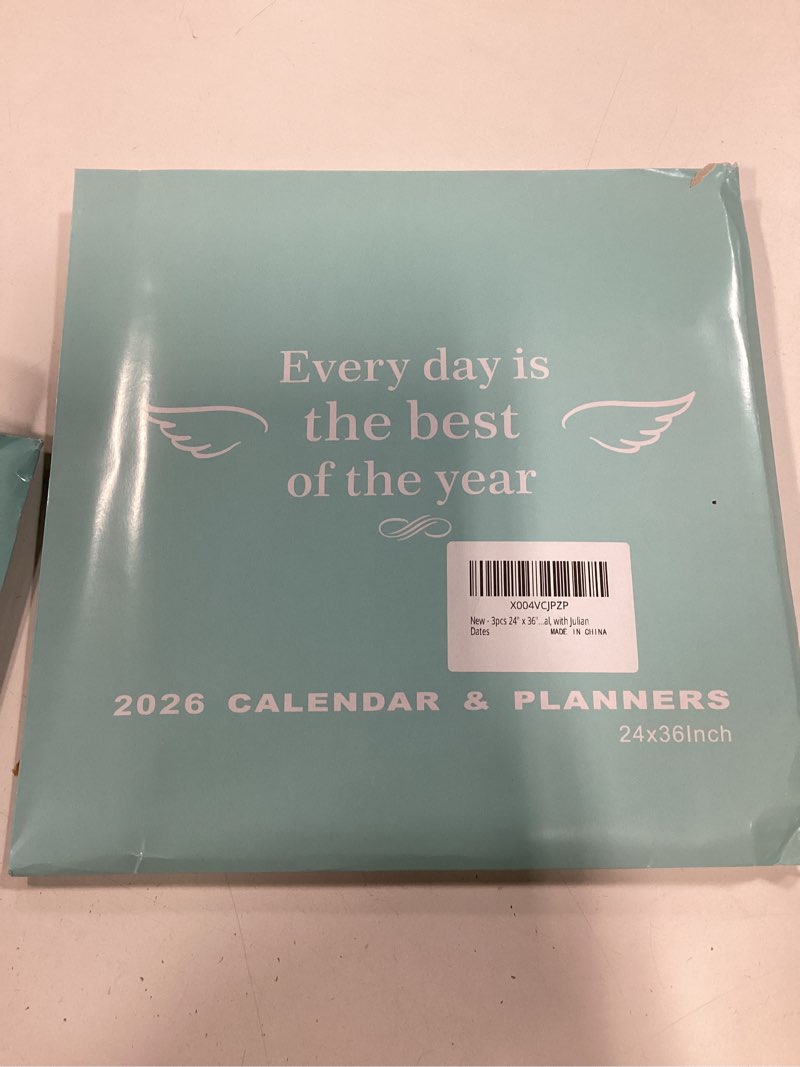 Every day is
the best
of the year
X004VCJPZP
New - 3pcs 24" x 36"...al, with Julian
Dates
MADE IN CHINA
2026 CALENDAR & PLANNERS
24x36Inch